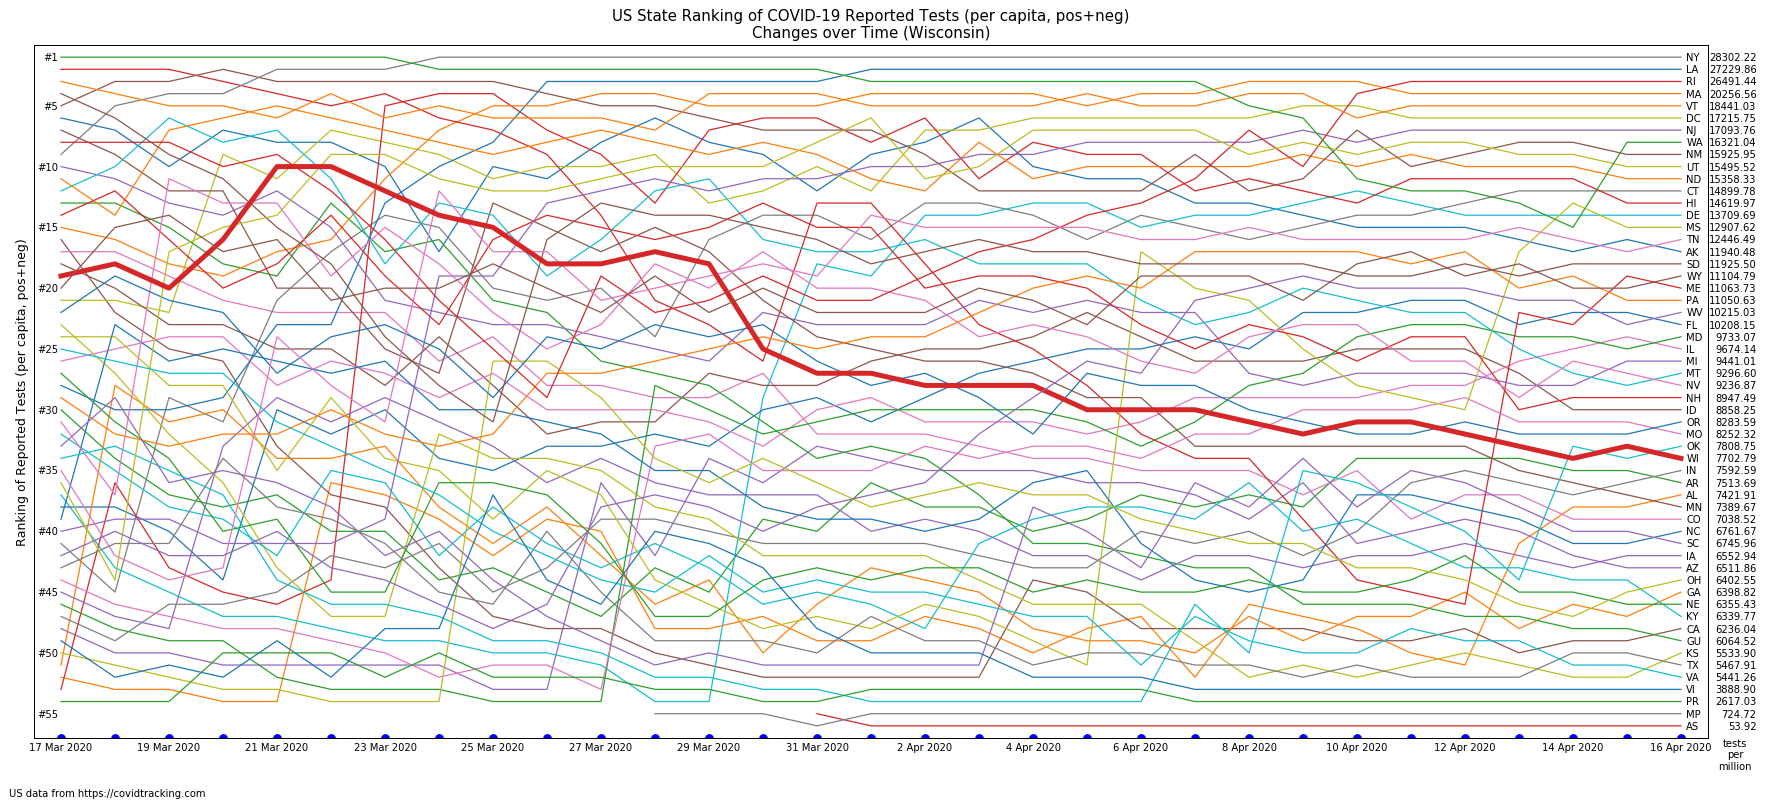 US State Ranking of COVID-19 Reported Tests (per capita, pos+neg)
Changes over Time (Wisconsin)
Ranking of Reported Tests (per capita, pos+neg)
#1
#5
#10
#15
#20
#25
#30
#35
#40
#45
#50
#55
NY 28302.22
LA 27229.86
RI 26491.44
MA 20256.56
VT 18441.03
DC 17215.75
NJ 17093.76
WA 16321.04
NM 15925.95
UT 15495.52
ND 15358.33
CT 14899.78
HI 14619.97
DE 13709.69
MS 12907.62
TN 12446.49
AK 11940.48
SD 11925.50
WY 11104.79
ME 11063.73
PA 11050.63
WV 10215.03
FL 10208.15
MD 9733.07
IL 9674.14
MI 9441.01
MT 9296.60
NV 9236.87
NH 8947.49
ID 8858.25
OR 8283.59
MO 8252.32
OK 7808.75
WI 7702.79
IN 7592.59
AR 7513.69
AL 7421.91
MN 7389.67
CO 7038.52
NC 6761.67
SC 6745.96
IA 6552.94
AZ 6511.86
OH 6402.55
GA 6398.82
NE 6355.43
KY 6339.77
CA 6236.04
GU 6064.52
KS 5533.90
TX 5467.91
VA 5441.26
VI 3888.90
PR 2617.03
MP 724.72
AS 53.92
17 Mar 2020
19 Mar 2020
21 Mar 2020
23 Mar 2020
25 Mar 2020
27 Mar 2020
29 Mar 2020
31 Mar 2020
2 Apr 2020
4 Apr 2020
6 Apr 2020
8 Apr 2020
10 Apr 2020
12 Apr 2020
14 Apr 2020
16 Apr 2020
tests
per
million
US data from https://covidtracking.com